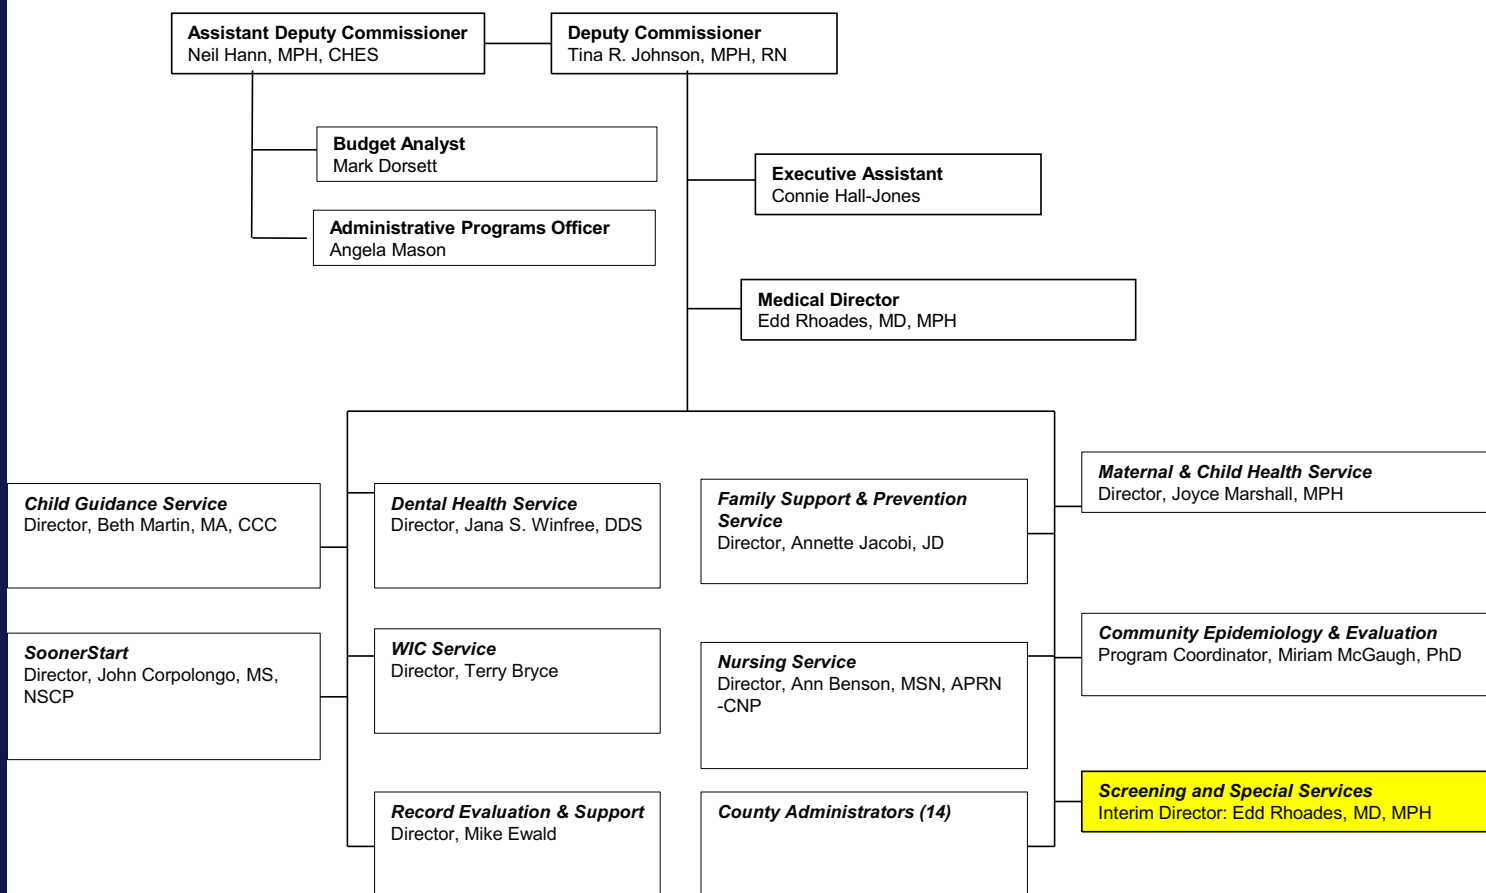 Assistant Deputy Commissioner
Neil Hann, MPH, CHES
Deputy Commissioner
Tina R. Johnson, MPH, RN
Budget Analyst
Mark Dorsett
Executive Assistant
Connie Hall-Jones
Administrative Programs Officer
Angela Mason
Medical Director
Edd Rhoades, MD, MPH
Child Guidance Service
Director, Beth Martin, MA, CCC
Dental Health Service
Director, Jana S. Winfree, DDS
Family Support & Prevention
Service
Director, Annette Jacobi, JD
Maternal & Child Health Service
Director, Joyce Marshall, MPH
SoonerStart
Director, John Corpolongo, MS,
NSCP
WIC Service
Director, Terry Bryce
Nursing Service
Director, Ann Benson, MSN, APRN
-CNP
Community Epidemiology & Evaluation
Program Coordinator, Miriam McGaugh, PhD
Record Evaluation & Support
Director, Mike Ewald
County Administrators (14)
Screening and Special Services
Interim Director: Edd Rhoades, MD, MPH